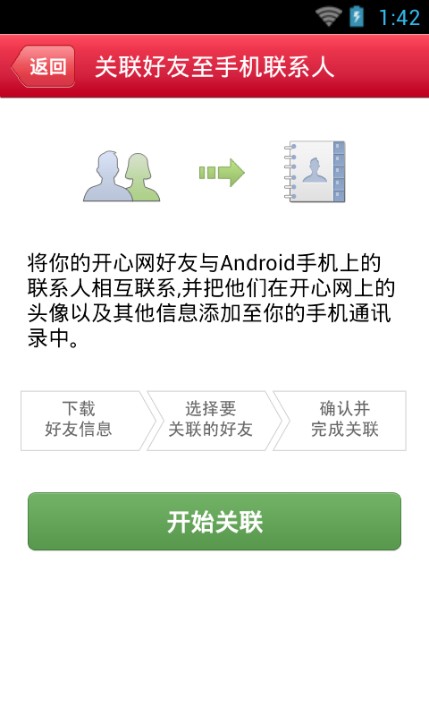 1:42
返回
关联好友至手机联系人
将你的开心网好友与Android手机上的
联系人相互联系,并把他们在开心网上的
头像以及其他信息添加至你的手机通讯
录中。
下载
好友信息
选择要
关联的好友
确认并
完成关联
开始关联